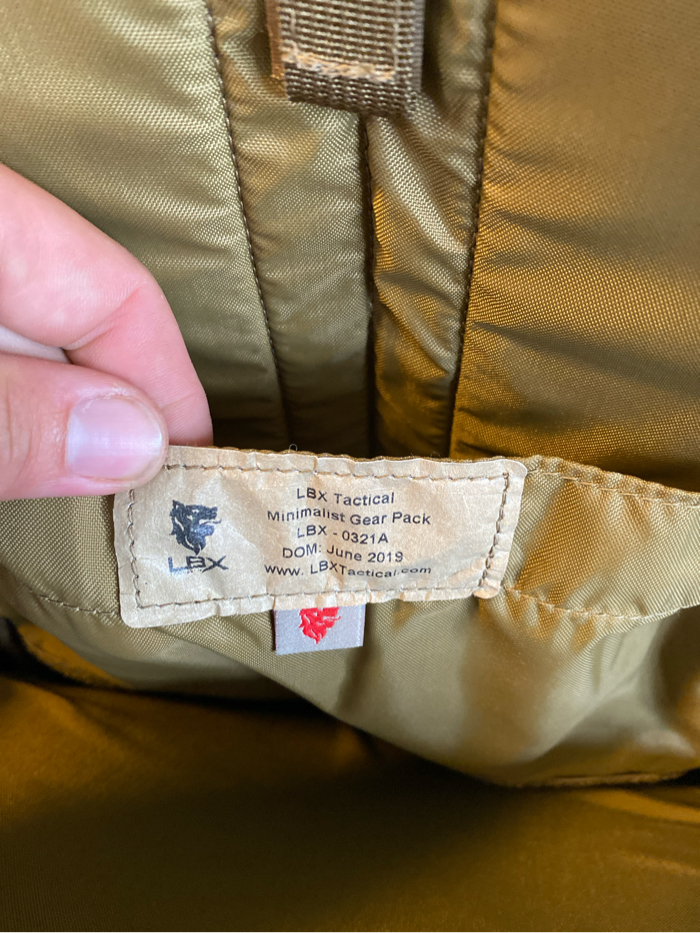 LBX Tactical
Minimalist Gear Pack
LBX - 0321A
DOM: June 2019
www. LBXTactical.com
LBX